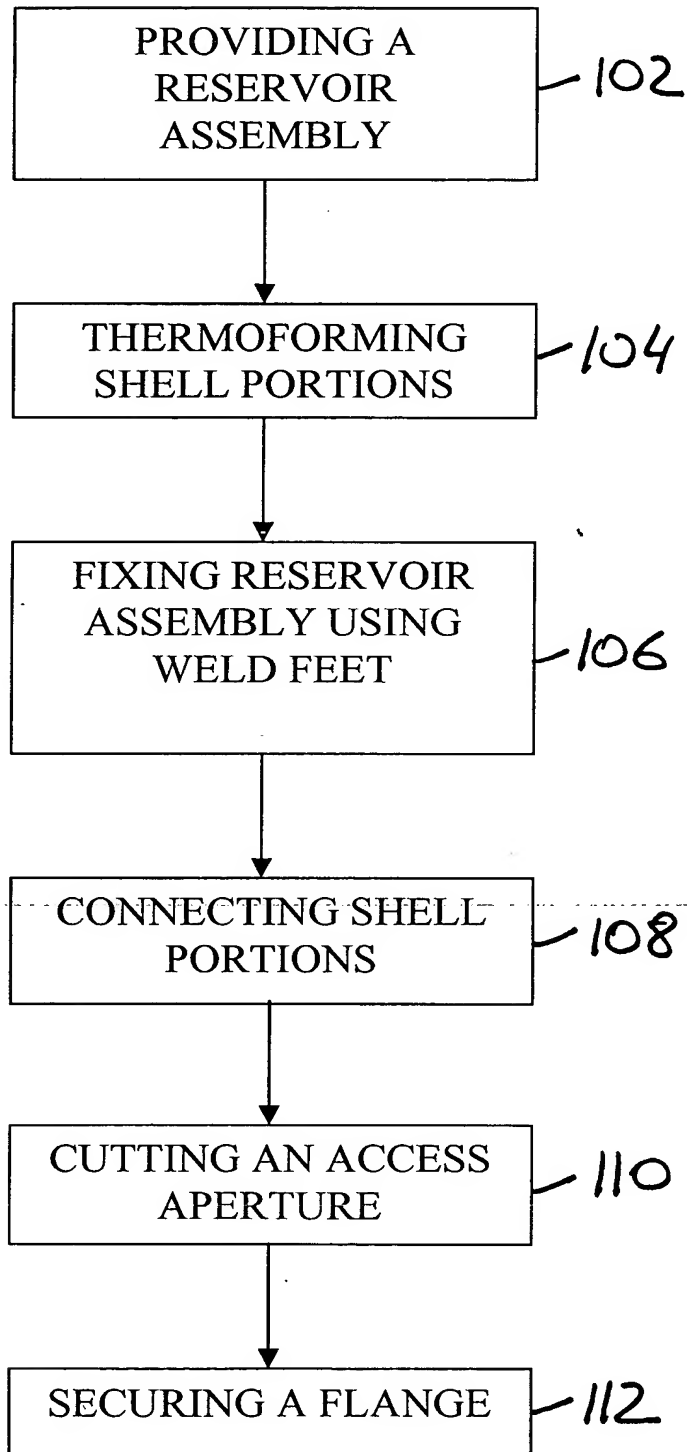 PROVIDING A
RESERVOIR
ASSEMBLY
102
THERMOFORMING
SHELL PORTIONS
104
FIXING RESERVOIR
ASSEMBLY USING
WELD FEET
106
CONNECTING SHELL
PORTIONS
108
CUTTING AN ACCESS
APERTURE
110
SECURING A FLANGE
112